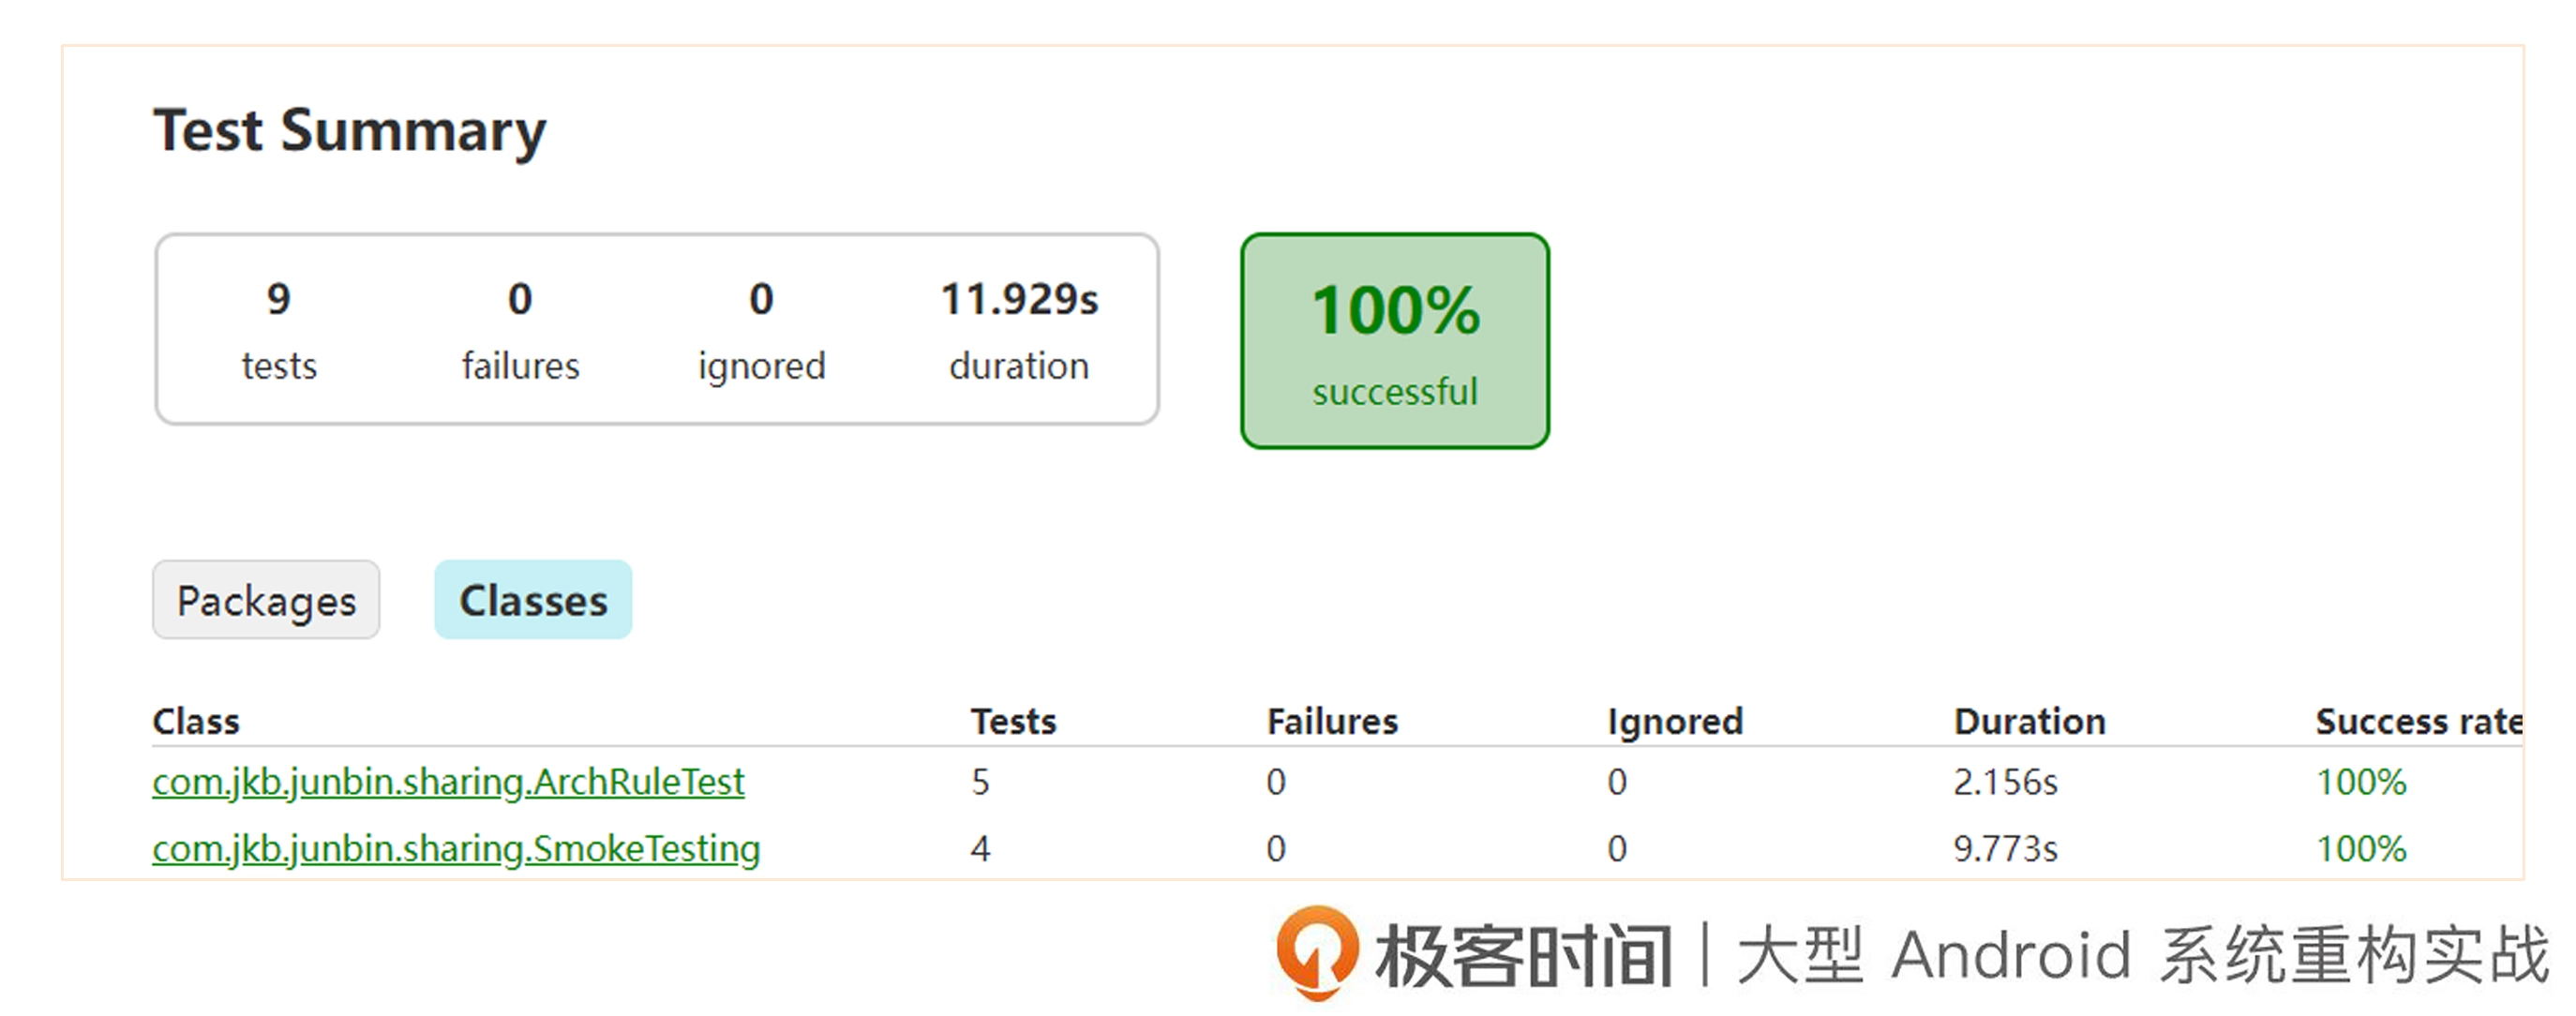 Test Summary
9 0 0 11.929s
tests failures ignored duration
100%
successful
Packages Classes
Class Tests Failures Ignored Duration Success rate
com.jkb.junbin.sharing.ArchRuleTest 5 0 0 2.156s 100%
com.jkb.junbin.sharing.SmokeTesting 4 0 0 9.773s 100%
极客时间 | 大型 Android 系统重构实战